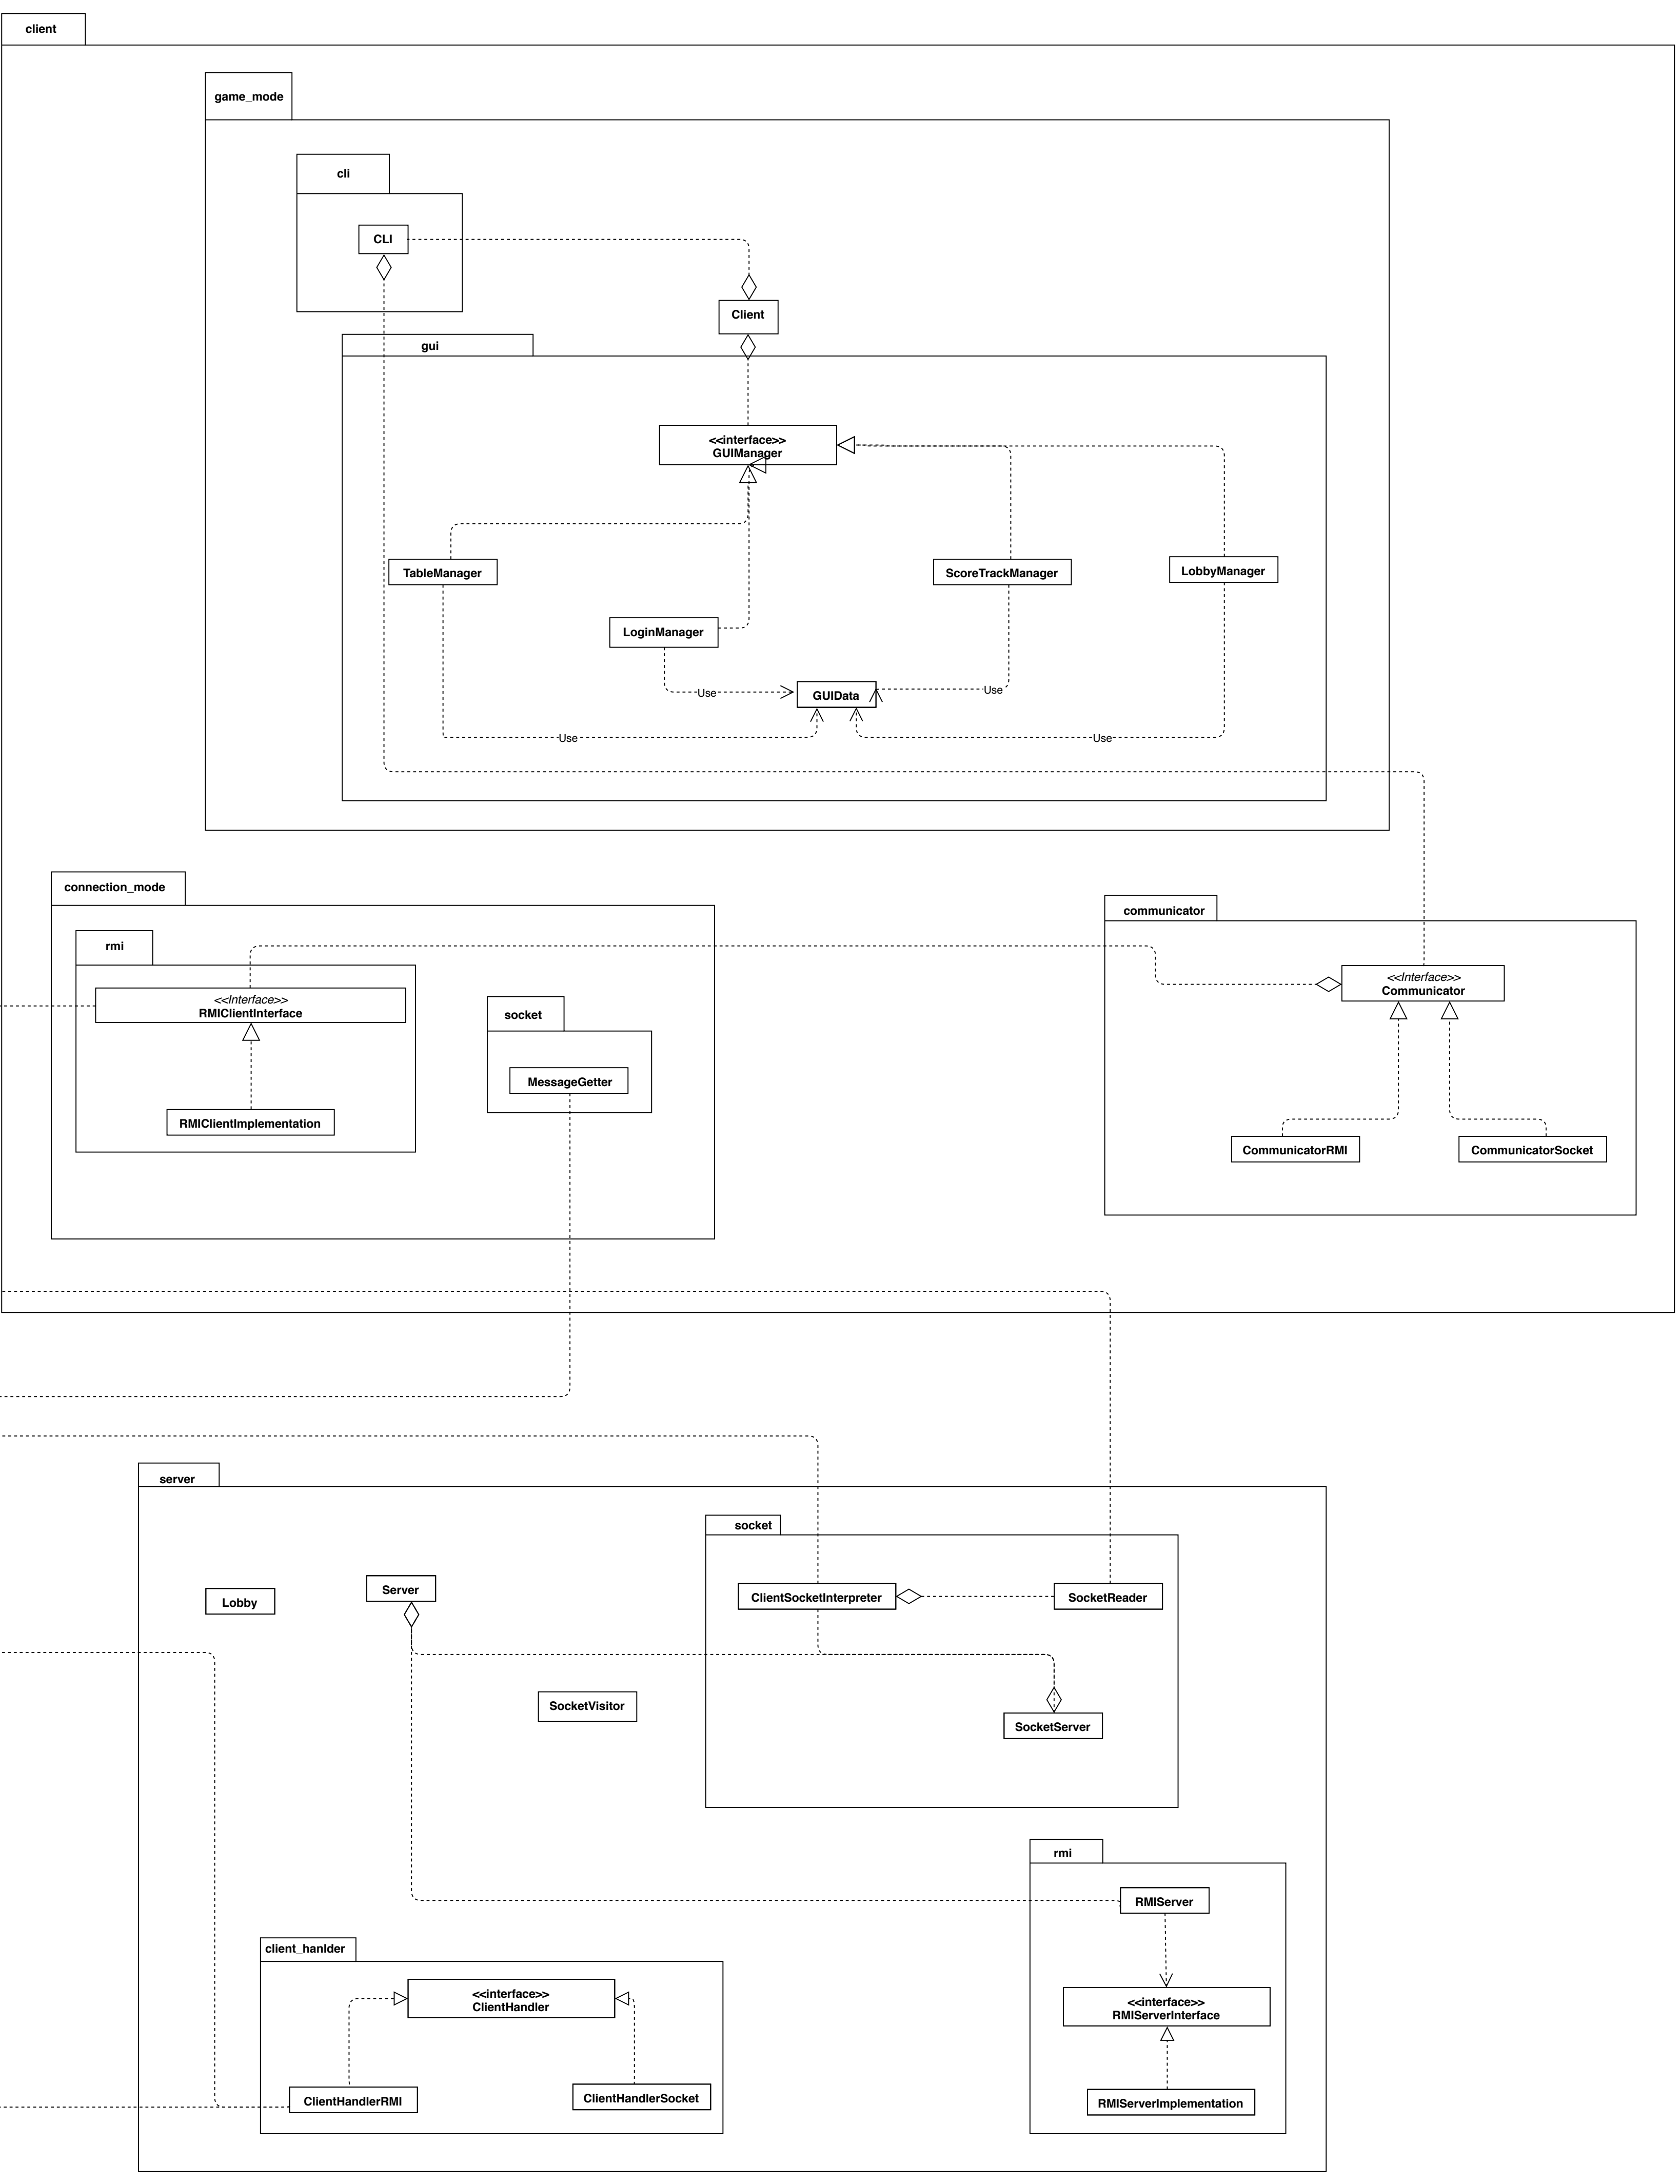 client
game_mode
cli
CLI
Client
gui
<<interface>>
GUIManager
TableManager
ScoreTrackManager
LobbyManager
LoginManager
GUIData
Use
Use
Use
Use
connection_mode
communicator
rmi
<<Interface>>
RMIClientInterface
<<Interface>>
Communicator
socket
MessageGetter
RMIClientImplementation
CommunicatorRMI
CommunicatorSocket
server
socket
Server
Lobby
ClientSocketInterpreter
SocketReader
SocketVisitor
SocketServer
rmi
RMIServer
client_hanlder
<<interface>>
ClientHandler
<<interface>>
RMIServerInterface
ClientHandlerRMI
ClientHandlerSocket
RMIServerImplementation